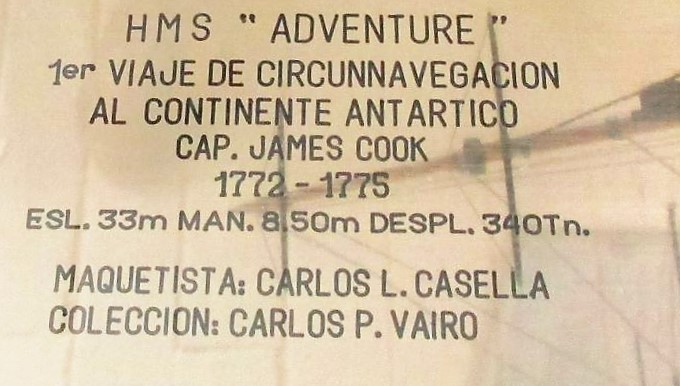 HMS " ADVENTURE "
1er VIAJE DE CIRCUNNAVEGACION
AL CONTINENTE ANTARTICO
CAP. JAMES COOK
1772 - 1775
ESL. 33m MAN. 8.50m DESPL. 340Tn.
MAQUETISTA: CARLOS L. CASELLA
COLECCION: CARLOS P. VAIRO